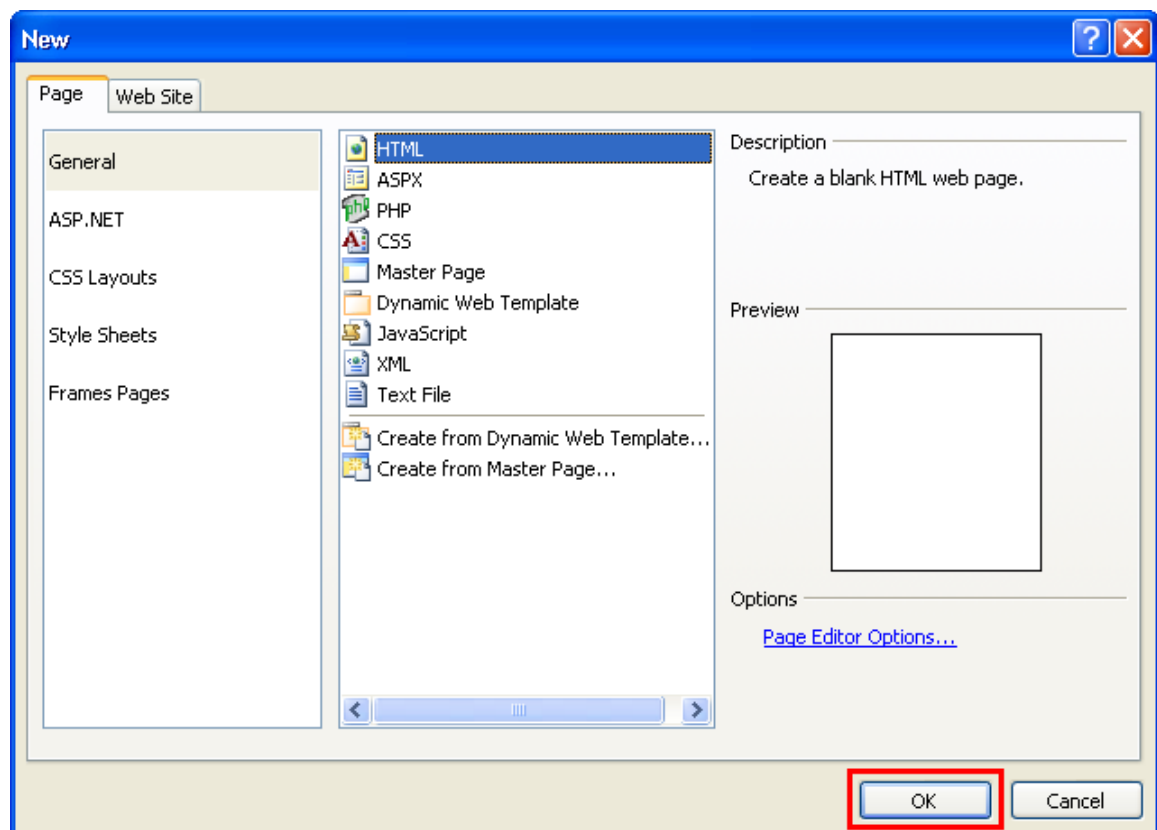 New
Page
Web Site
General
ASP.NET
CSS Layouts
Style Sheets
Frames Pages
HTML
ASPX
PHP
CSS
Master Page
Dynamic Web Template
JavaScript
XML
Text File
Create from Dynamic Web Template...
Create from Master Page...
Description
Create a blank HTML web page.
Preview
Options
Page Editor Options...
OK
Cancel